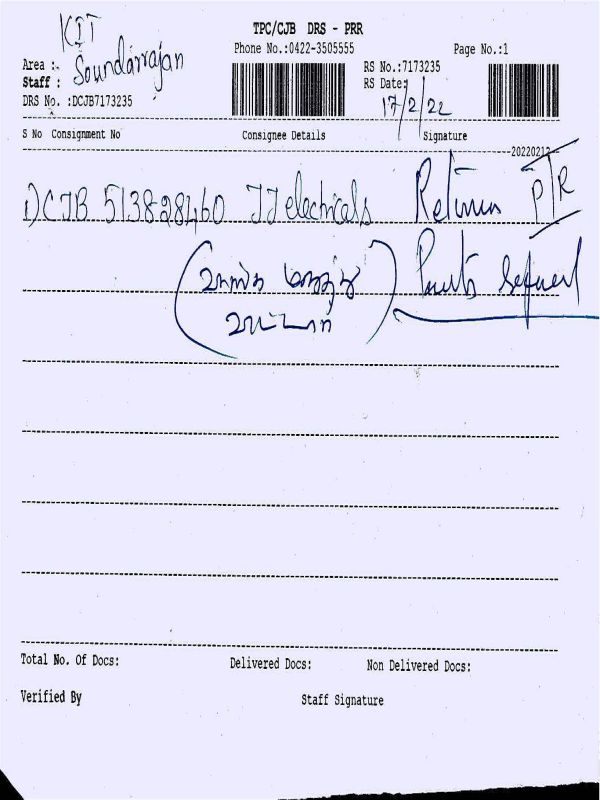 TPC/CJB DRS - PRR
KIT
Phone No.:0422-3505555 Page No.:1
Area : Soundarrajan RS No.:7173235
Staff : RS Date:
DRS No. :DCJB7173235 17/2/22
S No Consignment No Consignee Details Signature
20220217
1) CJB 513828460 JJ electricals Return P/R
Party
Total No. Of Docs: Delivered Docs: Non Delivered Docs:
Verified By Staff Signature